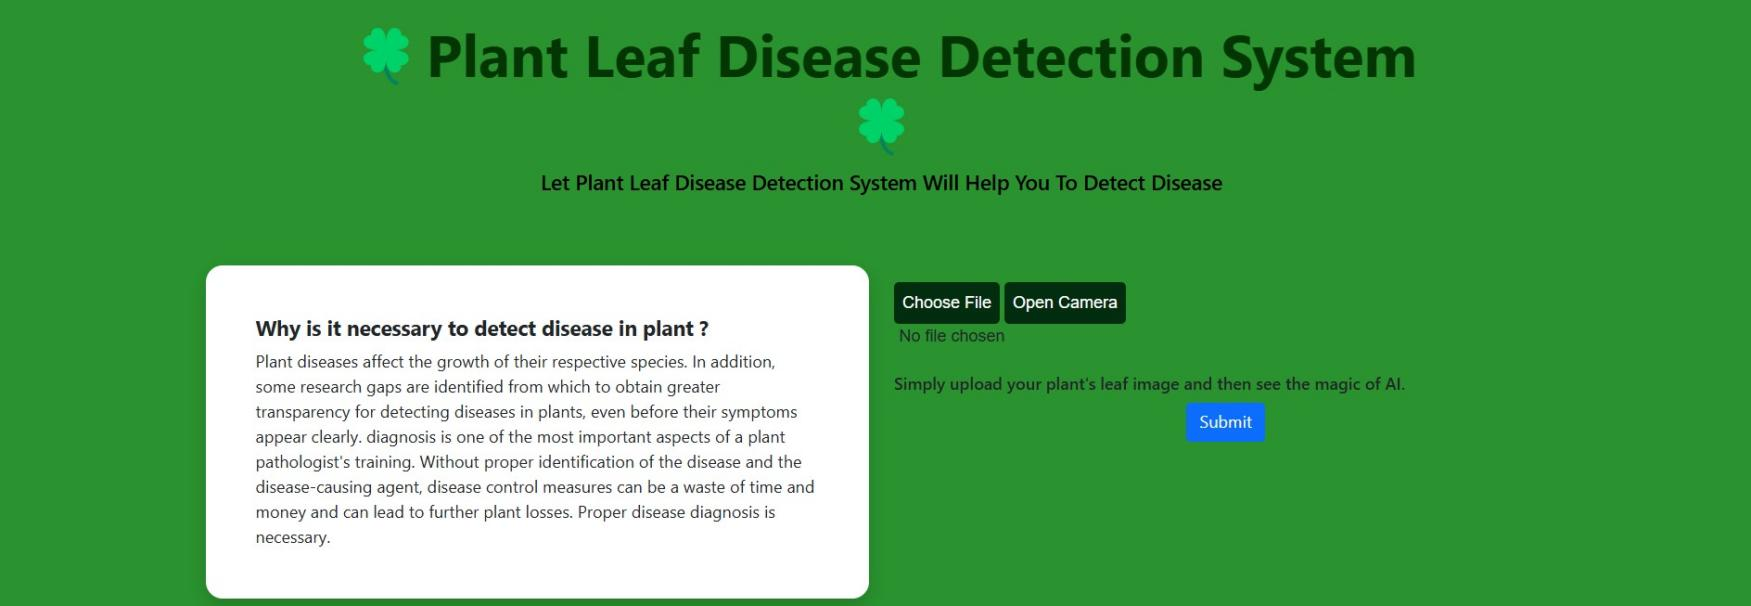 Plant Leaf Disease Detection System
Let Plant Leaf Disease Detection System Will Help You To Detect Disease
Why is it necessary to detect disease in plant ?
Plant diseases affect the growth of their respective species. In addition,
some research gaps are identified from which to obtain greater
transparency for detecting diseases in plants, even before their symptoms
appear clearly. diagnosis is one of the most important aspects of a plant
pathologist's training. Without proper identification of the disease and the
disease-causing agent, disease control measures can be a waste of time and
money and can lead to further plant losses. Proper disease diagnosis is
necessary.
Choose File Open Camera
No file chosen
Simply upload your plant's leaf image and then see the magic of AI.
Submit